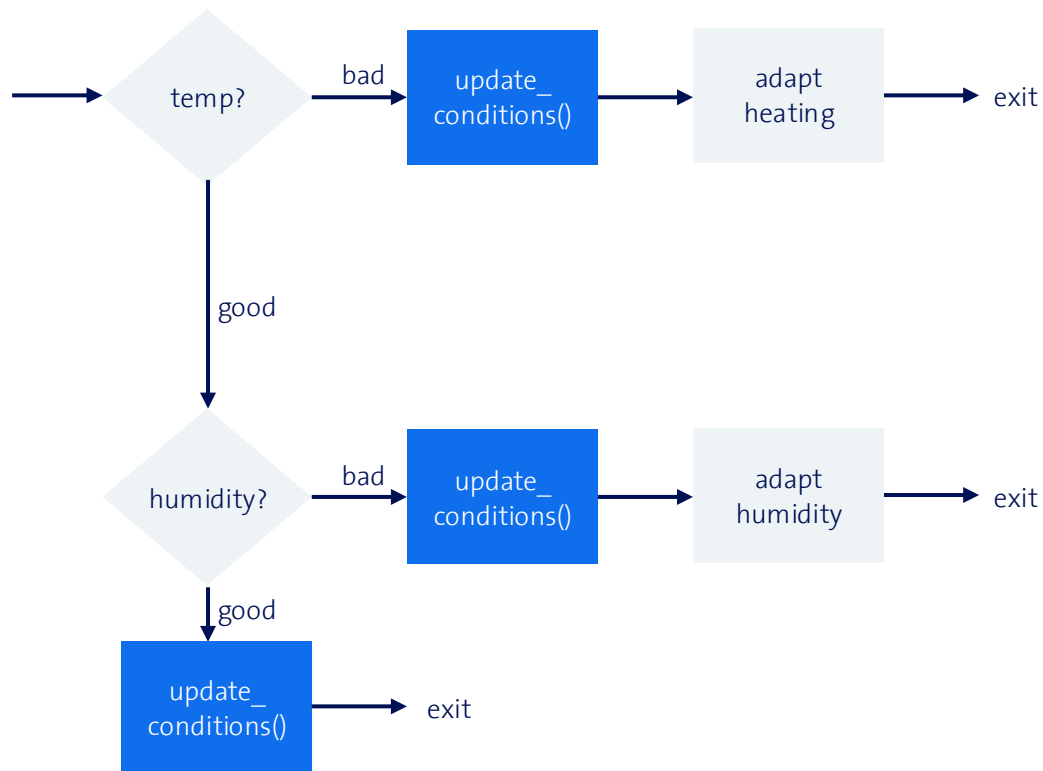 temp?
bad
update_
conditions()
adapt
heating
exit
good
humidity?
bad
update_
conditions()
adapt
humidity
exit
good
update_
conditions()
exit